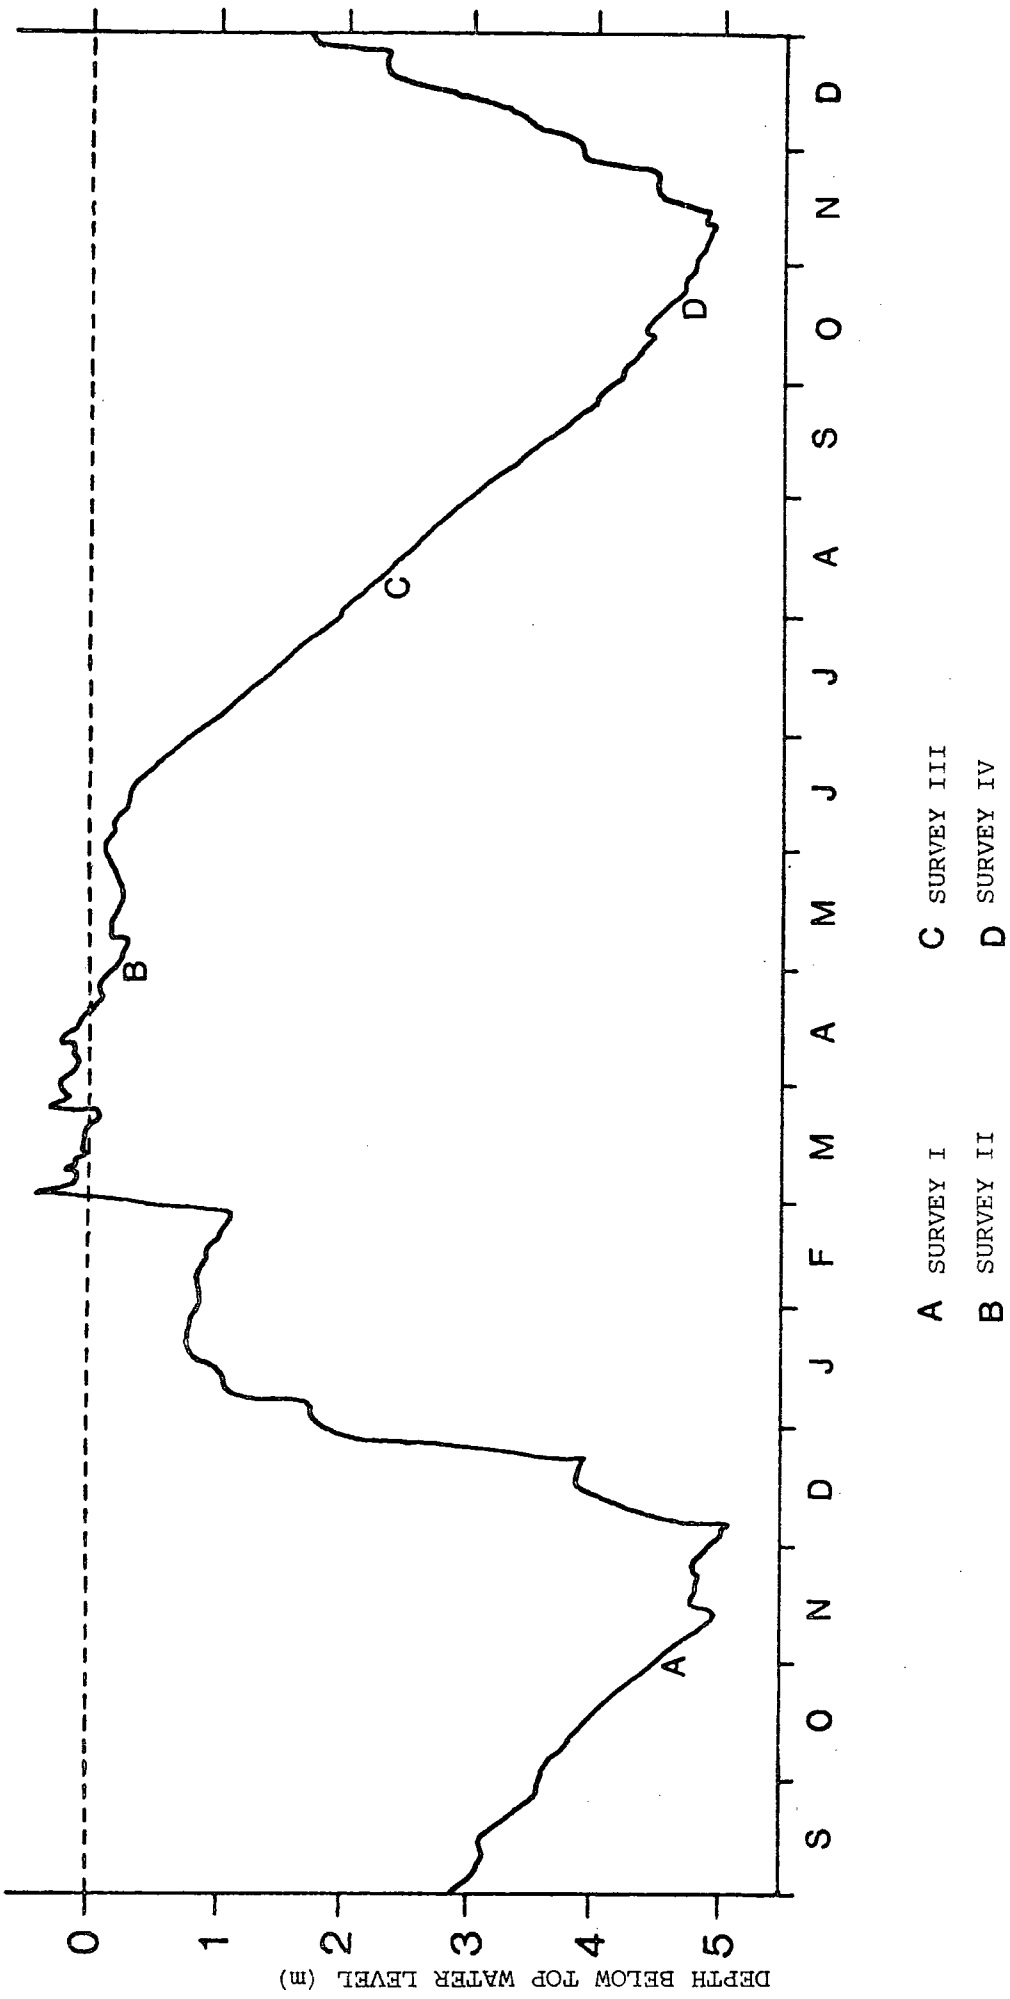 DEPTH BELOW TOP WATER LEVEL (m)
0
1
2
3
4
5
A
B
C
D
S O N D J F M A M J J A S O N D
A SURVEY I
B SURVEY II
C SURVEY III
D SURVEY IV